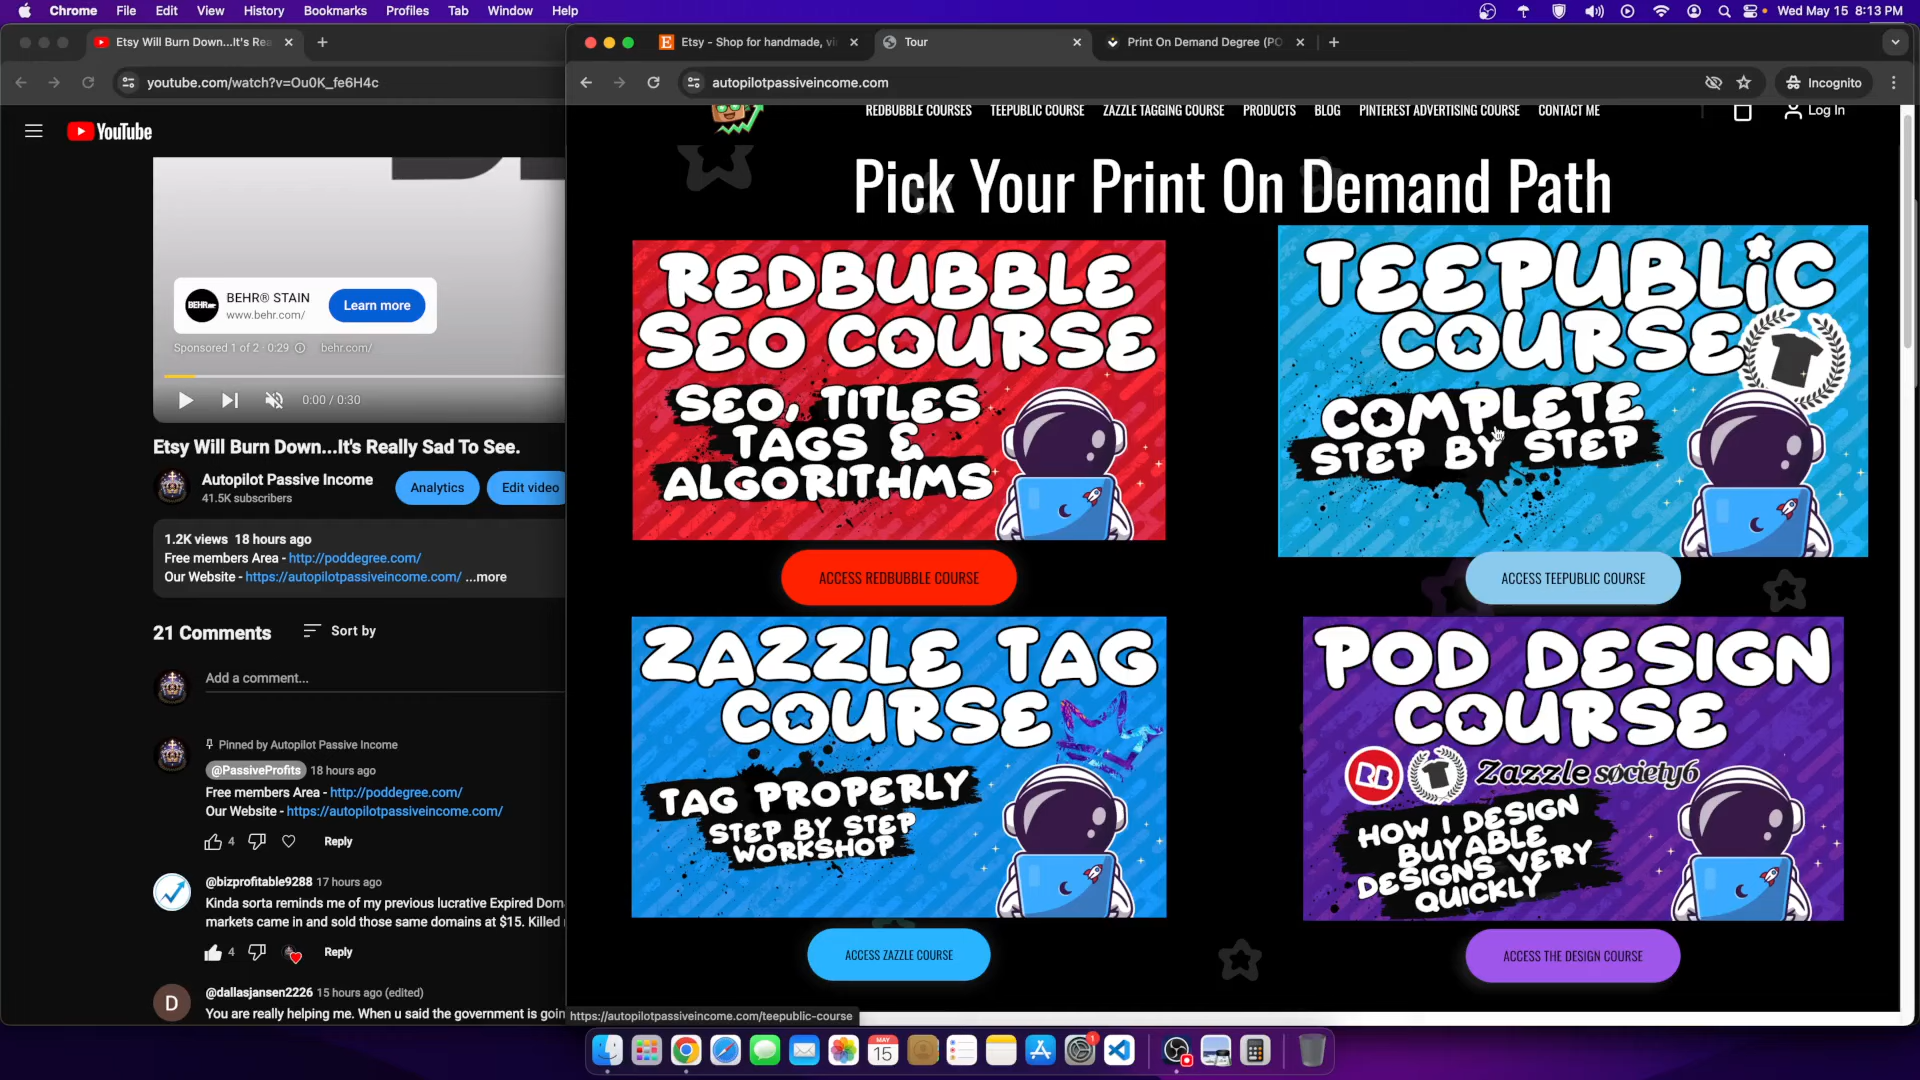 Chrome File Edit View History Bookmarks Profiles Tab Window Help
Wed May 15 8:13 PM
Etsy Will Burn Down...It's Rea
youtube.com/watch?v=Ou0K_fe6H4c
YouTube
BEHR
BEHR® STAIN
www.behr.com/
Learn more
Sponsored 1 of 2 · 0:29
behr.com/
0:00 / 0:30
Etsy Will Burn Down...It's Really Sad To See.
Autopilot Passive Income
41.5K subscribers
Analytics
Edit video
1.2K views 18 hours ago
Free members Area - http://poddegree.com/
Our Website - https://autopilotpassiveincome.com/ ...more
21 Comments
Sort by
Add a comment...
Pinned by Autopilot Passive Income
@PassiveProfits 18 hours ago
Free members Area - http://poddegree.com/
Our Website - https://autopilotpassiveincome.com/
4
Reply
@bizprofitable9288 17 hours ago
Kinda sorta reminds me of my previous lucrative Expired Dom
markets came in and sold those same domains at $15. Killed
4
Reply
D
@dallasjansen2226 15 hours ago (edited)
You are really helping me. When u said the government is goin
E
Etsy - Shop for handmade, vi
Tour
Print On Demand Degree (PO
autopilotpassiveincome.com
Incognito
REDBUBBLE COURSES TEEPUBLIC COURSE ZAZZLE TAGGING COURSE PRODUCTS BLOG PINTEREST ADVERTISING COURSE CONTACT ME
Log In
Pick Your Print On Demand Path
REDBUBBLE
SEO COURSE
SEO, TITLES
TAGS &
ALGORITHMS
ACCESS REDBUBBLE COURSE
TEEPUBLIC
COURSE
COMPLETE
STEP BY STEP
ACCESS TEEPUBLIC COURSE
ZAZZLE TAG
COURSE
TAG PROPERLY
STEP BY STEP
WORKSHOP
ACCESS ZAZZLE COURSE
POD DESIGN
COURSE
RB
Zazzle society6
HOW I DESIGN
BUYABLE
DESIGNS VERY
QUICKLY
ACCESS THE DESIGN COURSE
https://autopilotpassiveincome.com/teepublic-course
MAY
15
1